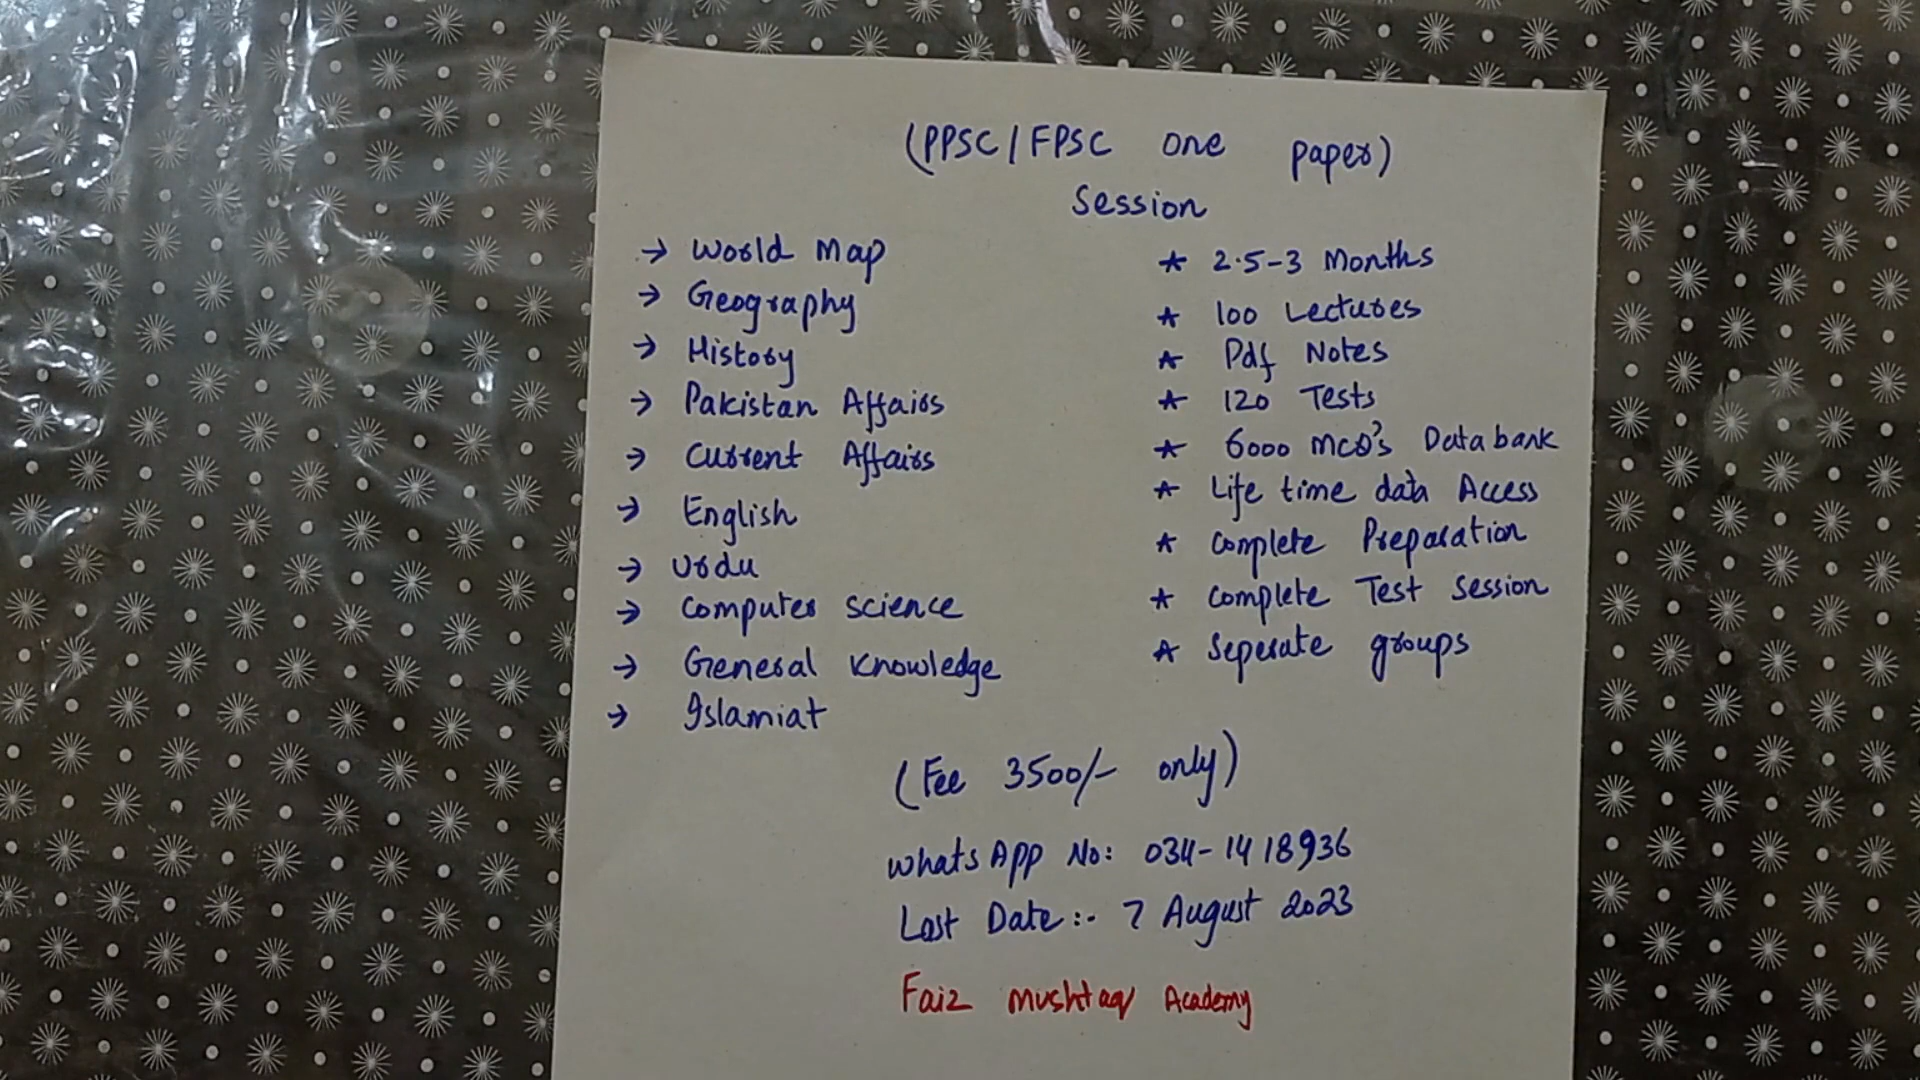 (PPSC/FPSC one paper)
Session
→ World Map
→ Geography
→ History
→ Pakistan Affairs
→ Current Affairs
→ English
→ Urdu
→ Computer science
→ General Knowledge
→ Islamiat
★ 2.5-3 Months
★ 100 Lectures
★ Pdf Notes
★ 120 Tests
★ 6000 MCQ's Data bank
★ Life time data Access
★ Complete Preparation
★ Complete Test Session
★ Seperate groups
(Fee 3500/- only)
WhatsApp No: 034-1418936
Last Date:- 7 August 2023
Faiz Mushtaq Academy